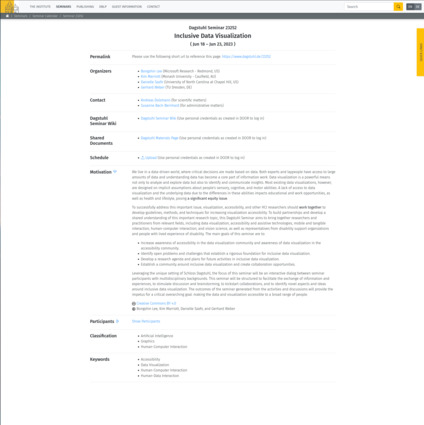 THE INSTITUTE SEMINARS PUBLISHING DBLP GUEST INFORMATION CONTACT
Dagstuhl Seminar 23252
Inclusive Data Visualization
( Jun 18 – Jun 23, 2023 )
Permalink
Please use the following short url to reference this page: https://www.dagstuhl.de/23252
Organizers
Bongshin Lee (Microsoft Research - Redmond, US)
Kim Marriott (Monash University - Caulfield, AU)
Danielle Szafir (University of North Carolina at Chapel Hill, US)
Gerhard Weber (TU Dresden, DE)
Contact
Andreas Dolzmann (for scientific matters)
Susanne Bach-Bernhard (for administrative matters)
Dagstuhl Seminar Wiki
Dagstuhl Seminar Wiki (Use personal credentials as created in DOOR to log in)
Shared Documents
Dagstuhl Materials Page (Use personal credentials as created in DOOR to log in)
Schedule
Upload (Use personal credentials as created in DOOR to log in)
Motivation
We live in a data-driven world, where critical decisions are made based on data. Both experts and laypeople have access to large
amounts of data and understanding data has become a core part of information work. Data visualization is a powerful means
not only to analyze and explore data but also to identify and communicate insights. Most existing data visualizations, however,
are designed on implicit assumptions about people's sensory, cognitive, and motor abilities. A lack of access to data
visualization and the underlying data due to the differences in those abilities impacts educational and work opportunities, as
well as health and lifestyle, posing a significant equity issue.
To successfully address this important issue, visualization, accessibility, and other HCI researchers should work together to
develop guidelines, methods, and techniques for increasing visualization accessibility. To build partnerships and develop a
shared understanding of this important research topic, this Dagstuhl Seminar aims to bring together researchers and
practitioners from relevant fields, including data visualization, accessibility and assistive technologies, mobile and tangible
interaction, human computer interaction, and vision science, as well as representatives from disability support organizations
and people with lived experience of disability. The main goals of this seminar are to:
Increase awareness of accessibility in the data visualization community and awareness of data visualization in the
accessibility community.
Identify open problems and challenges that establish a rigorous foundation for inclusive data visualization.
Develop a research agenda and plans for future activities in inclusive data visualization.
Establish a community around inclusive data visualization and create collaboration opportunities.
Leveraging the unique setting of Schloss Dagstuhl, the focus of this seminar will be an interactive dialog between seminar
participants with multidisciplinary backgrounds. The seminar will be structured to facilitate the exchange of information and
experiences, to stimulate discussion and brainstorming, to kickstart collaborations, and to identify novel aspects and ideas
around inclusive data visualization. The outcomes of the seminar generated from the activities and discussions will provide the
impetus for a critical overarching goal: making data and visualization accessible to a broad range of people.
Creative Commons BY 4.0
Bongshin Lee, Kim Marriott, Danielle Szafir, and Gerhard Weber
Participants
Show Participants
Classification
Artificial Intelligence
Graphics
Human-Computer Interaction
Keywords
Accessibility
Data Visualization
Human Computer Interaction
Human-Data Interaction